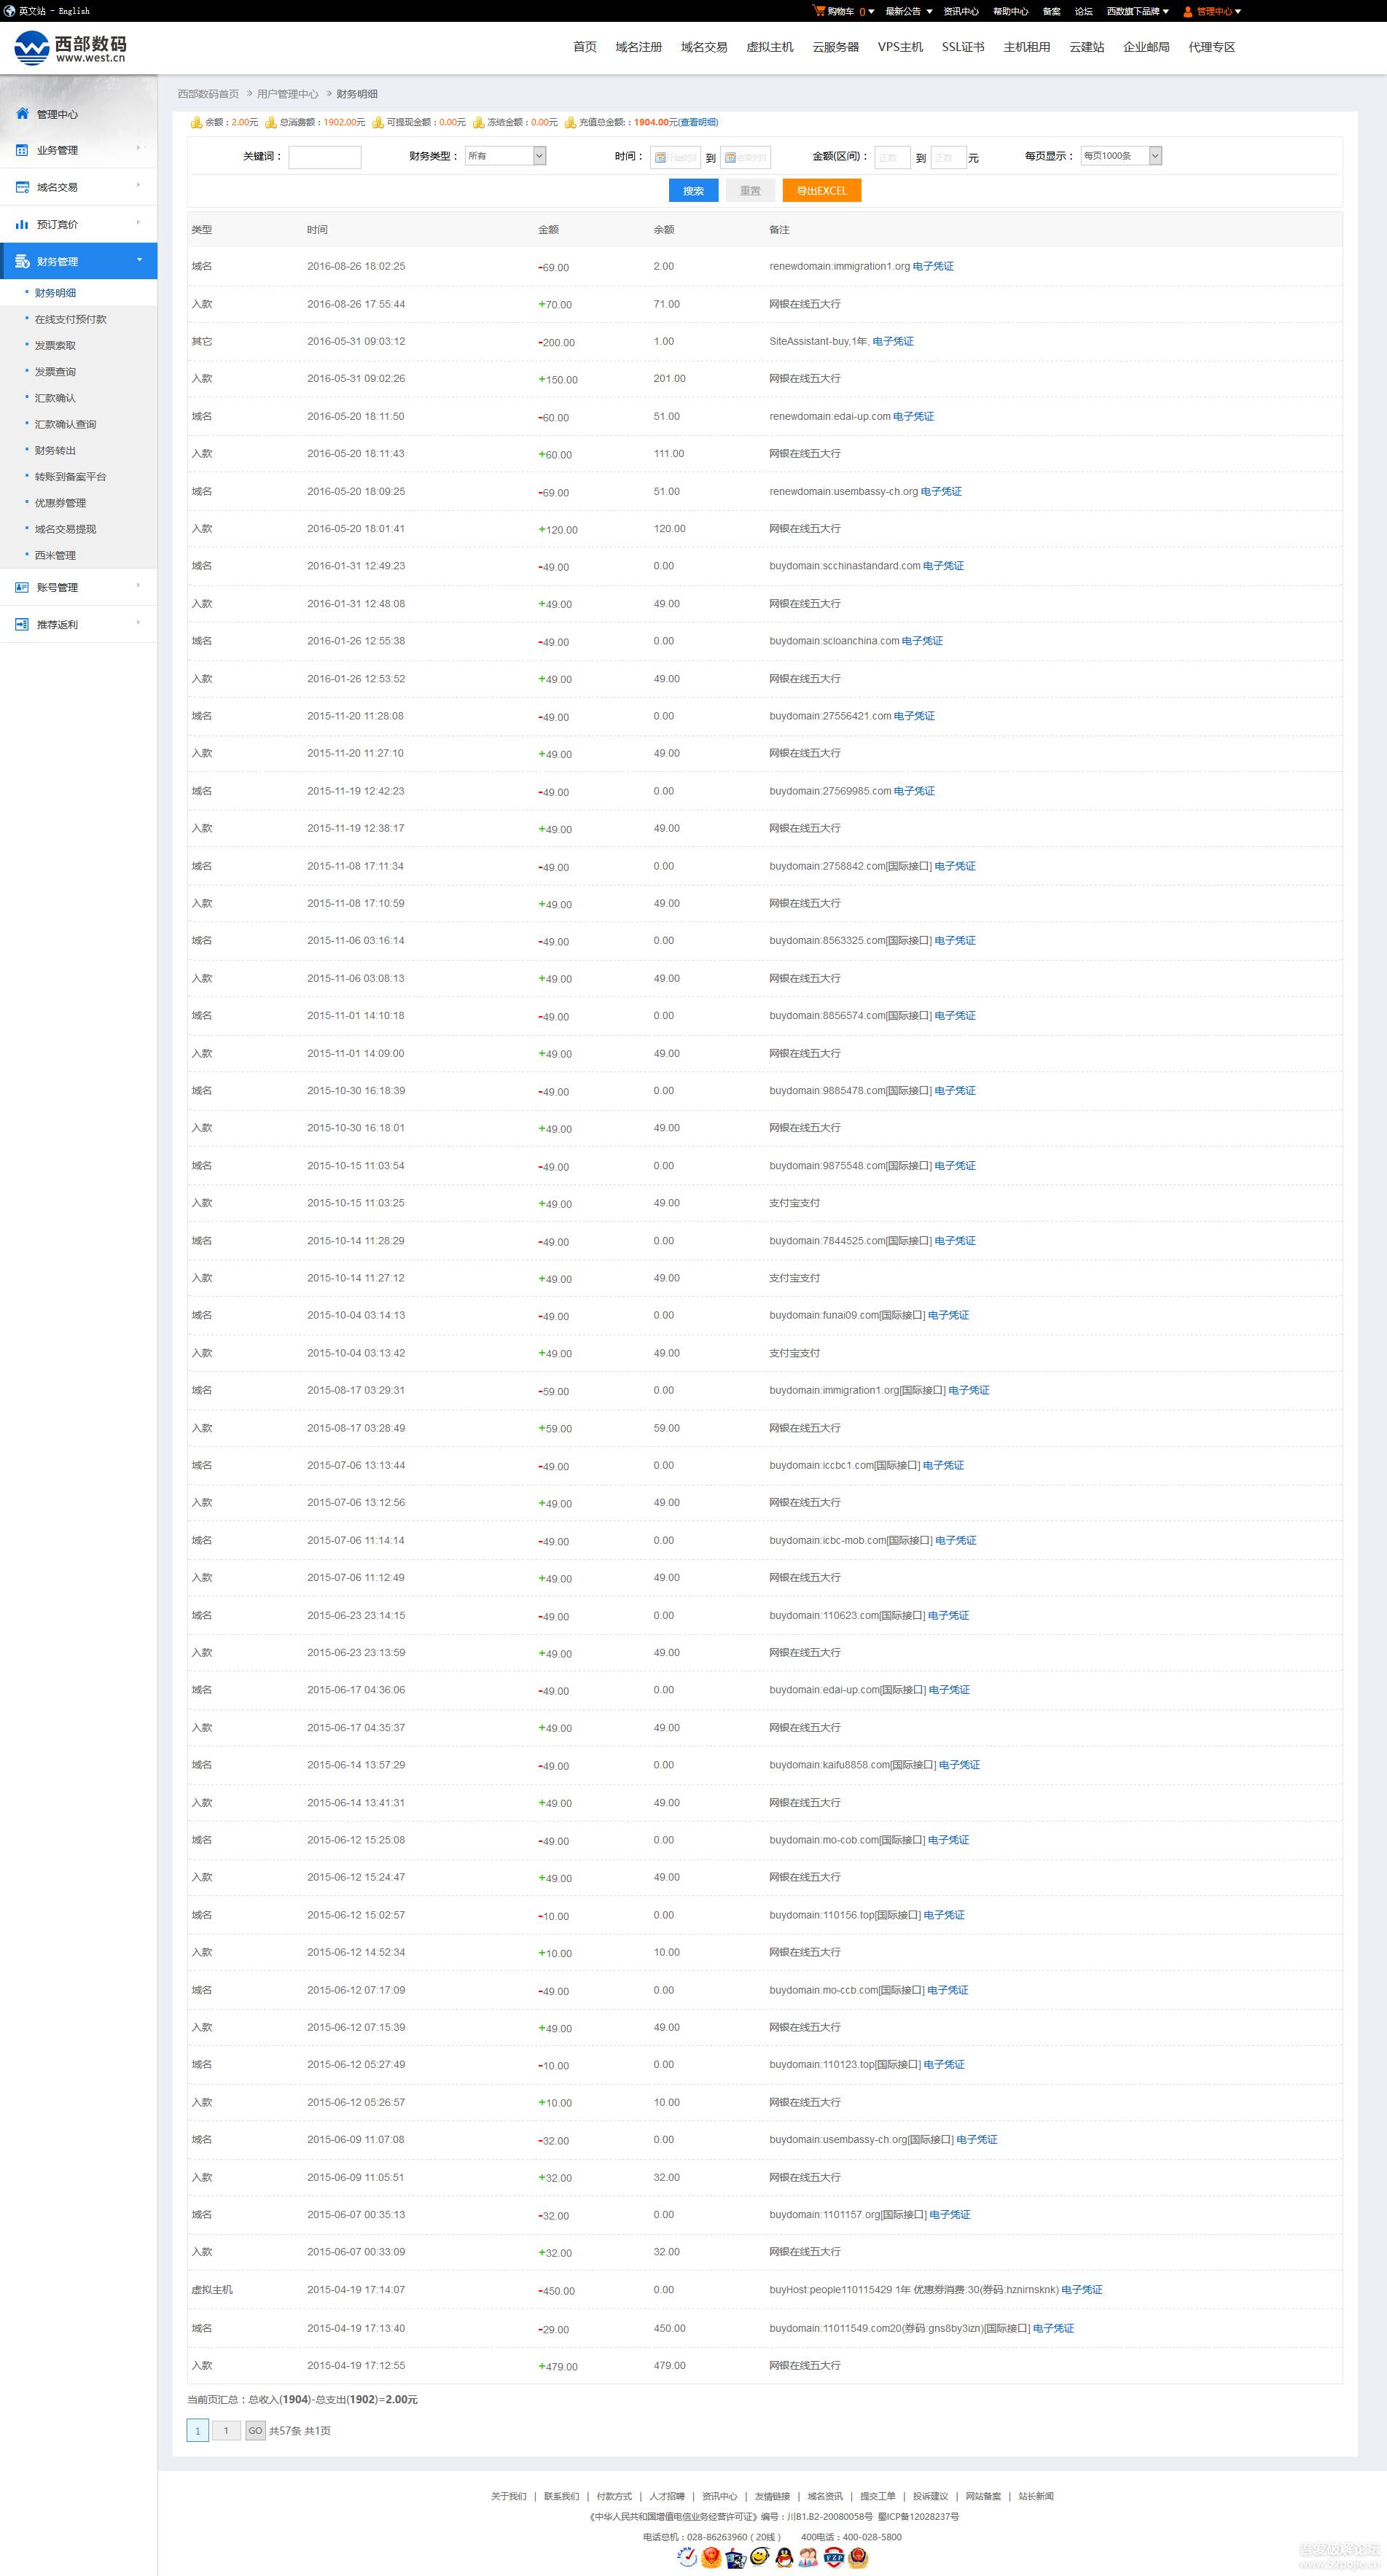 英文站 - English 购物车 0 最新公告 资讯中心 帮助中心 备案 论坛 西数旗下品牌 管理中心
西部数码
www.west.cn
首页 域名注册 域名交易 虚拟主机 云服务器 VPS主机 SSL证书 主机租用 云建站 企业邮局 代理专区
管理中心
业务管理
域名交易
预订竞价
财务管理
财务明细
在线支付预付款
发票索取
发票查询
汇款确认
汇款确认查询
财务转出
转账到备案平台
优惠券管理
域名交易提现
西米管理
账号管理
推荐返利
西部数码首页 » 用户管理中心 » 财务明细
余额：2.00元 总消费额：1902.00元 可提现金额：0.00元 冻结金额：0.00元 充值总金额:：1904.00元(查看明细)
关键词： 财务类型： 所有 时间： 开始时间 到 结束时间 金额(区间)： 正数 到 正数 元 每页显示： 每页1000条
搜索 重置 导出EXCEL
类型 时间 金额 余额 备注
域名 2016-08-26 18:02:25 -69.00 2.00 renewdomain:immigration1.org 电子凭证
入款 2016-08-26 17:55:44 +70.00 71.00 网银在线五大行
其它 2016-05-31 09:03:12 -200.00 1.00 SiteAssistant-buy,1年, 电子凭证
入款 2016-05-31 09:02:26 +150.00 201.00 网银在线五大行
域名 2016-05-20 18:11:50 -60.00 51.00 renewdomain:edai-up.com 电子凭证
入款 2016-05-20 18:11:43 +60.00 111.00 网银在线五大行
域名 2016-05-20 18:09:25 -69.00 51.00 renewdomain:usembassy-ch.org 电子凭证
入款 2016-05-20 18:01:41 +120.00 120.00 网银在线五大行
域名 2016-01-31 12:49:23 -49.00 0.00 buydomain:scchinastandard.com 电子凭证
入款 2016-01-31 12:48:08 +49.00 49.00 网银在线五大行
域名 2016-01-26 12:55:38 -49.00 0.00 buydomain:scloanchina.com 电子凭证
入款 2016-01-26 12:53:52 +49.00 49.00 网银在线五大行
域名 2015-11-20 11:28:08 -49.00 0.00 buydomain:27556421.com 电子凭证
入款 2015-11-20 11:27:10 +49.00 49.00 网银在线五大行
域名 2015-11-19 12:42:23 -49.00 0.00 buydomain:27569985.com 电子凭证
入款 2015-11-19 12:38:17 +49.00 49.00 网银在线五大行
域名 2015-11-08 17:11:34 -49.00 0.00 buydomain:2758842.com[国际接口] 电子凭证
入款 2015-11-08 17:10:59 +49.00 49.00 网银在线五大行
域名 2015-11-06 03:16:14 -49.00 0.00 buydomain:8563325.com[国际接口] 电子凭证
入款 2015-11-06 03:08:13 +49.00 49.00 网银在线五大行
域名 2015-11-01 14:10:18 -49.00 0.00 buydomain:8856574.com[国际接口] 电子凭证
入款 2015-11-01 14:09:00 +49.00 49.00 网银在线五大行
域名 2015-10-30 16:18:39 -49.00 0.00 buydomain:9885478.com[国际接口] 电子凭证
入款 2015-10-30 16:18:01 +49.00 49.00 网银在线五大行
域名 2015-10-15 11:03:54 -49.00 0.00 buydomain:9875548.com[国际接口] 电子凭证
入款 2015-10-15 11:03:25 +49.00 49.00 支付宝支付
域名 2015-10-14 11:28:29 -49.00 0.00 buydomain:7844525.com[国际接口] 电子凭证
入款 2015-10-14 11:27:12 +49.00 49.00 支付宝支付
域名 2015-10-04 03:14:13 -49.00 0.00 buydomain:funai09.com[国际接口] 电子凭证
入款 2015-10-04 03:13:42 +49.00 49.00 支付宝支付
域名 2015-08-17 03:29:31 -59.00 0.00 buydomain:immigration1.org[国际接口] 电子凭证
入款 2015-08-17 03:28:49 +59.00 59.00 网银在线五大行
域名 2015-07-06 13:13:44 -49.00 0.00 buydomain:iccbc1.com[国际接口] 电子凭证
入款 2015-07-06 13:12:56 +49.00 49.00 网银在线五大行
域名 2015-07-06 11:14:14 -49.00 0.00 buydomain:icbc-mob.com[国际接口] 电子凭证
入款 2015-07-06 11:12:49 +49.00 49.00 网银在线五大行
域名 2015-06-23 23:14:15 -49.00 0.00 buydomain:110623.com[国际接口] 电子凭证
入款 2015-06-23 23:13:59 +49.00 49.00 网银在线五大行
域名 2015-06-17 04:36:06 -49.00 0.00 buydomain:edai-up.com[国际接口] 电子凭证
入款 2015-06-17 04:35:37 +49.00 49.00 网银在线五大行
域名 2015-06-14 13:57:29 -49.00 0.00 buydomain:kaifu8858.com[国际接口] 电子凭证
入款 2015-06-14 13:41:31 +49.00 49.00 网银在线五大行
域名 2015-06-12 15:25:08 -49.00 0.00 buydomain:mo-cob.com[国际接口] 电子凭证
入款 2015-06-12 15:24:47 +49.00 49.00 网银在线五大行
域名 2015-06-12 15:02:57 -10.00 0.00 buydomain:110156.top[国际接口] 电子凭证
入款 2015-06-12 14:52:34 +10.00 10.00 网银在线五大行
域名 2015-06-12 07:17:09 -49.00 0.00 buydomain:mo-ccb.com[国际接口] 电子凭证
入款 2015-06-12 07:15:39 +49.00 49.00 网银在线五大行
域名 2015-06-12 05:27:49 -10.00 0.00 buydomain:110123.top[国际接口] 电子凭证
入款 2015-06-12 05:26:57 +10.00 10.00 网银在线五大行
域名 2015-06-09 11:07:08 -32.00 0.00 buydomain:usembassy-ch.org[国际接口] 电子凭证
入款 2015-06-09 11:05:51 +32.00 32.00 网银在线五大行
域名 2015-06-07 00:35:13 -32.00 0.00 buydomain:1101157.org[国际接口] 电子凭证
入款 2015-06-07 00:33:09 +32.00 32.00 网银在线五大行
虚拟主机 2015-04-19 17:14:07 -450.00 0.00 buyHost:people110115429 1年 优惠券消费:30(券码:hznirnsknk) 电子凭证
域名 2015-04-19 17:13:40 -29.00 450.00 buydomain:11011549.com20(券码:gns8by3izn)[国际接口] 电子凭证
入款 2015-04-19 17:12:55 +479.00 479.00 网银在线五大行
当前页汇总：总收入(1904)-总支出(1902)=2.00元
1 1 GO 共57条 共1页
关于我们 | 联系我们 | 付款方式 | 人才招聘 | 资讯中心 | 友情链接 | 域名资讯 | 提交工单 | 投诉建议 | 网站备案 | 站长新闻
《中华人民共和国增值电信业务经营许可证》编号：川B1.B2-20080058号 蜀ICP备12028237号
电话总机：028-86263960（20线） 400电话：400-028-5800
吾爱破解论坛
www.52pojie.cn